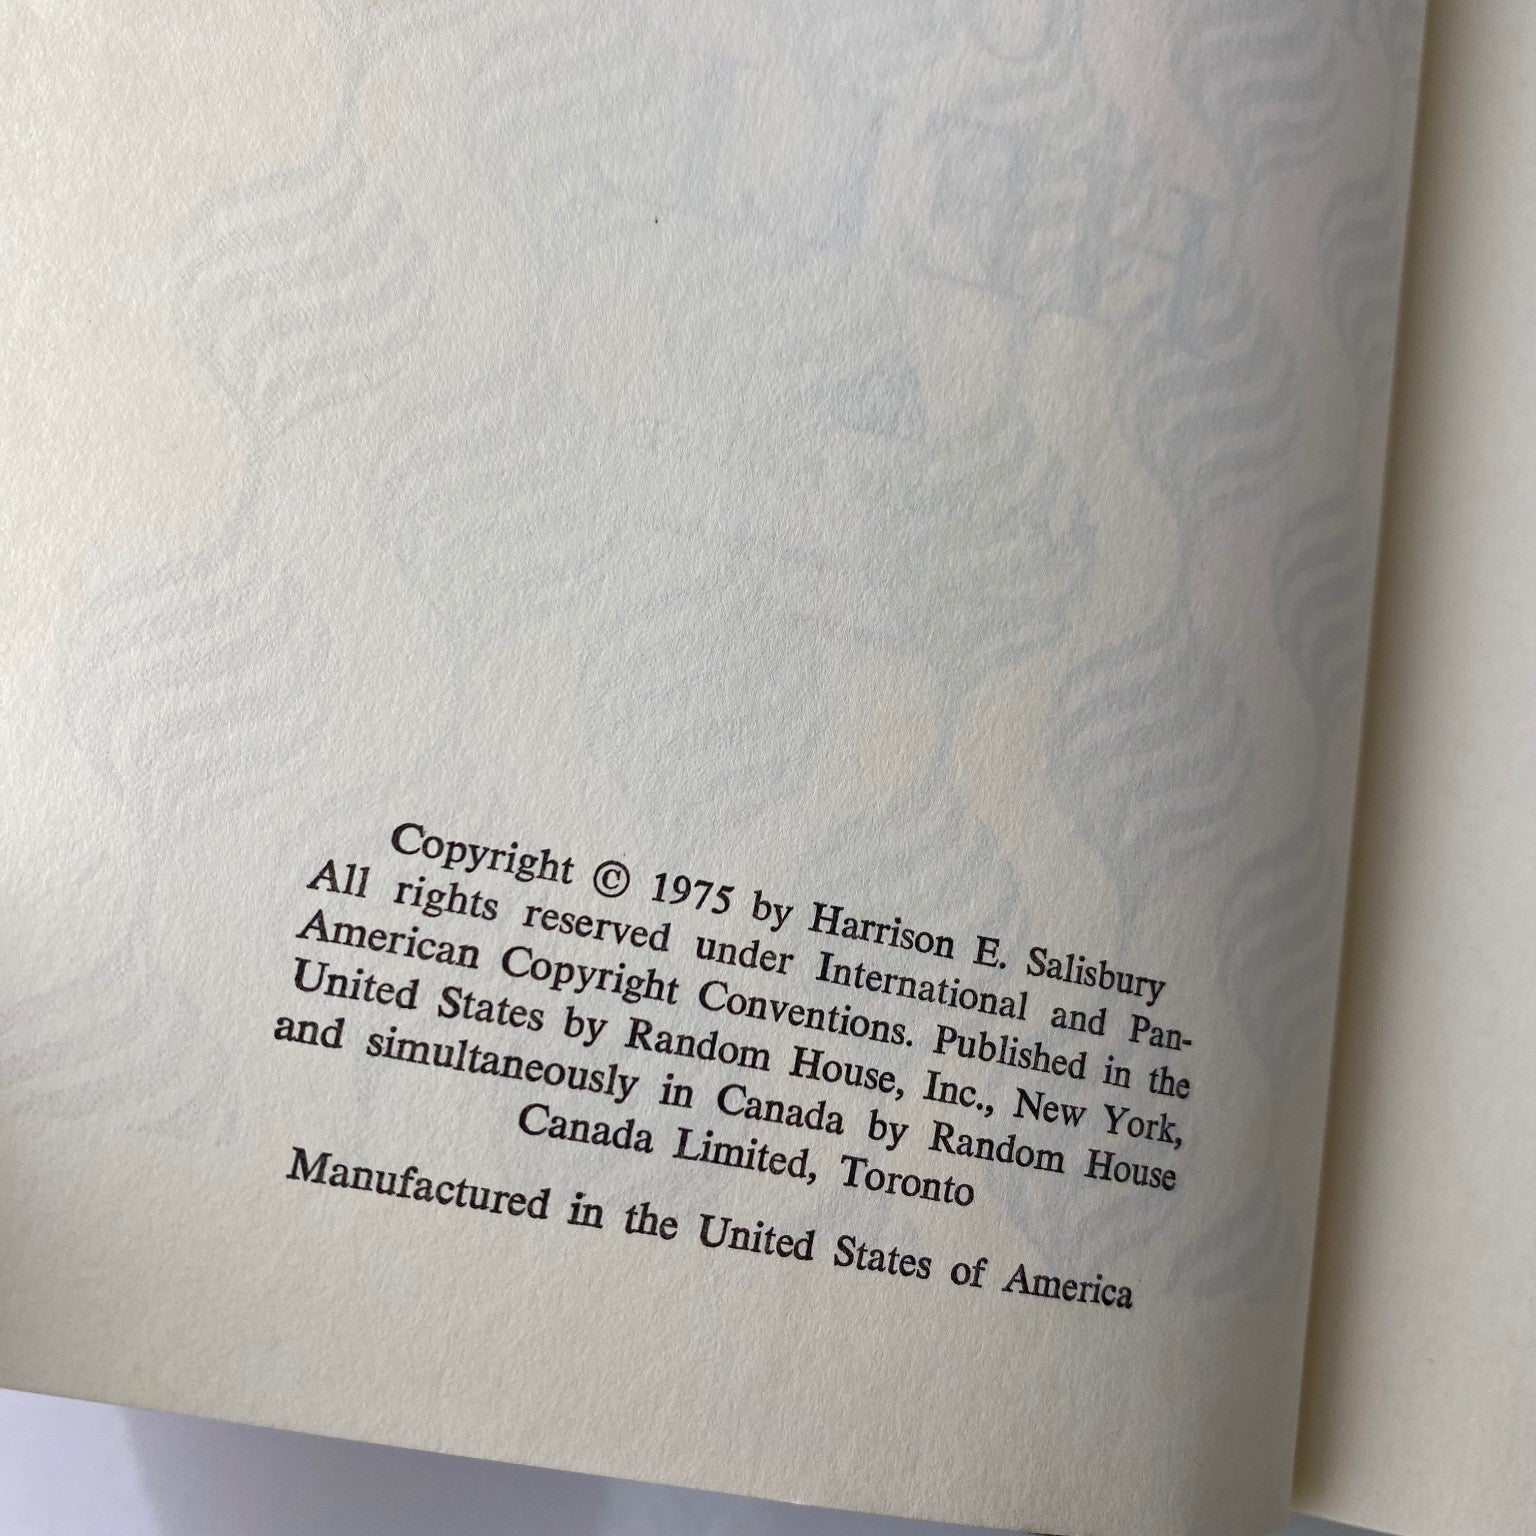 Copyright © 1975 by Harrison E. Salisbury
All rights reserved under International and Pan-
American Copyright Conventions. Published in the
United States by Random House, Inc., New York,
and simultaneously in Canada by Random House
Canada Limited, Toronto
Manufactured in the United States of America